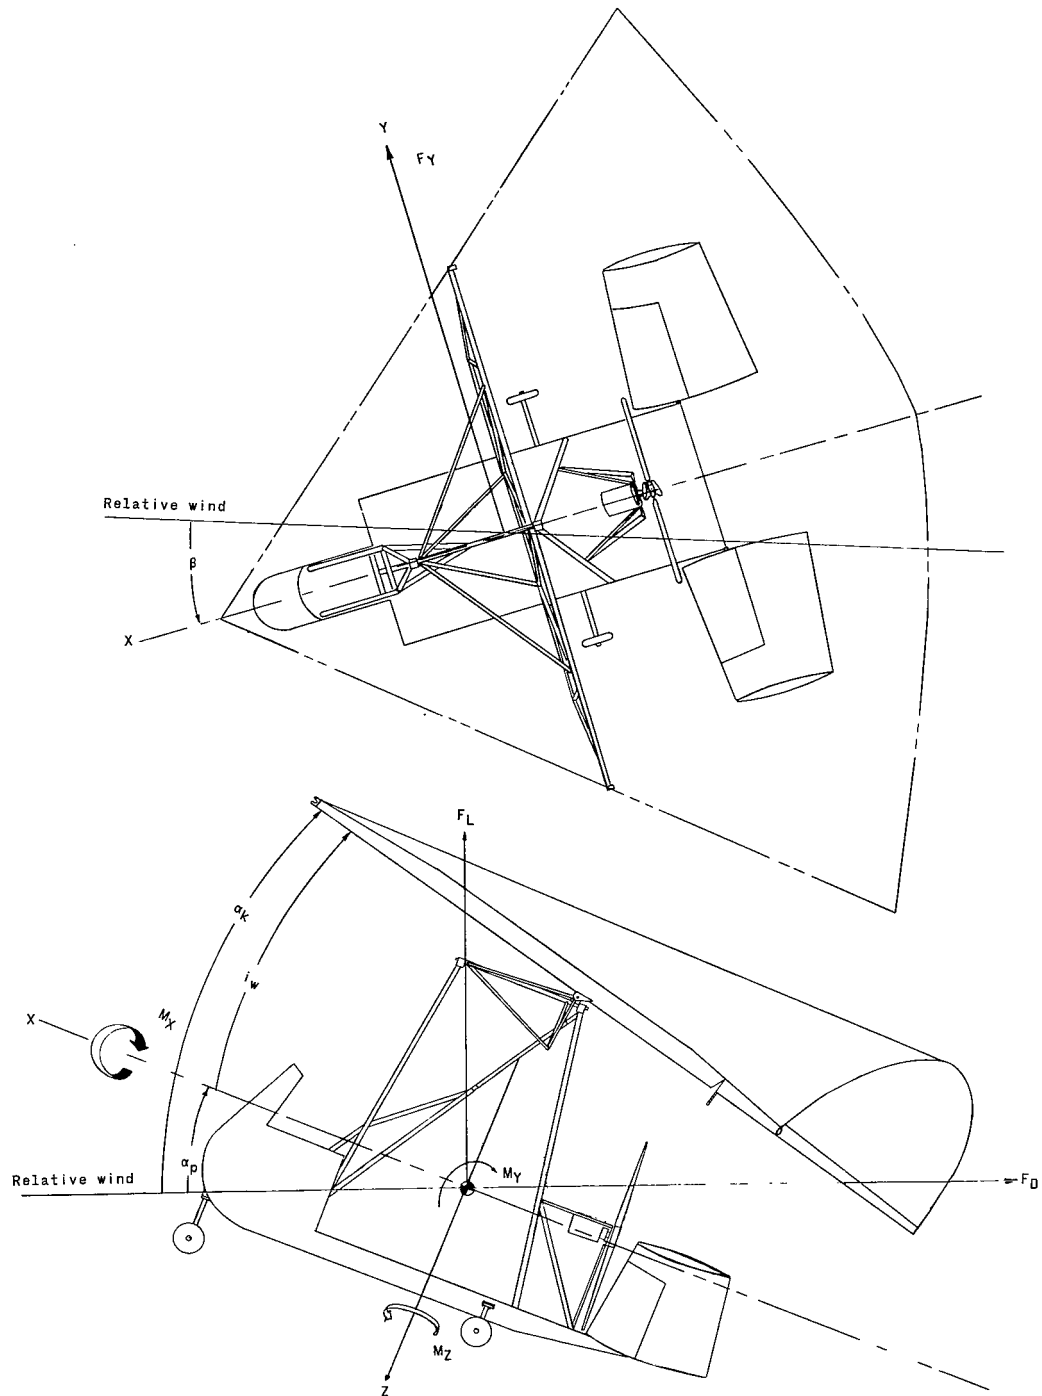 Y
FY
Relative wind
β
X
FL
αk
iw
X
MX
αp
Relative wind
MY
FD
MZ
Z